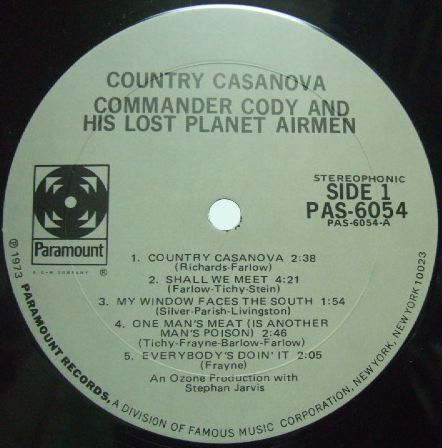 COUNTRY CASANOVA
COMMANDER CODY AND
HIS LOST PLANET AIRMEN
STEREOPHONIC
SIDE 1
PAS-6054
PAS-6054-A
Paramount
A G+W COMPANY ®
1. COUNTRY CASANOVA 2:38
(Richards-Farlow)
2. SHALL WE MEET 4:21
(Farlow-Tichy-Stein)
3. MY WINDOW FACES THE SOUTH 1:54
(Silver-Parish-Livingston)
4. ONE MAN'S MEAT (IS ANOTHER
MAN'S POISON) 2:46
(Tichy-Frayne-Barlow-Farlow)
5. EVERYBODY'S DOIN' IT 2:05
(Frayne)
An Ozone Production with
Stephan Jarvis
℗ 1973 PARAMOUNT RECORDS, A DIVISION OF FAMOUS MUSIC CORPORATION, NEW YORK, NEW YORK 10023